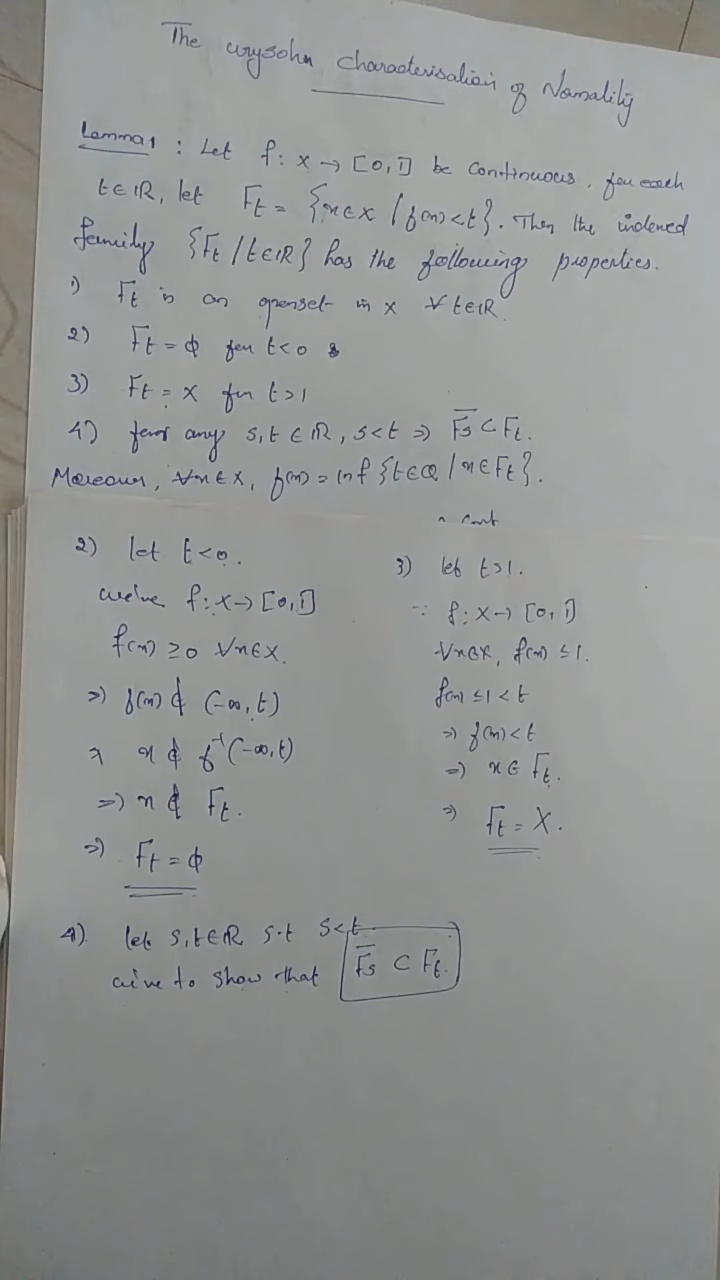 The urysohn Characterisation of Normality
Lemma 1 : Let f: x → [0,1] be continuous, for each
t∈ℝ, let Ft = {x∈X / f(x)<t}. Then the indexed
family {Ft / t∈ℝ} has the following properties.
1) Ft is an openset in x ∀ t∈ℝ.
2) Ft = ϕ for t<0 &
3) Ft = X for t>1
4) for any s,t ∈ ℝ, s<t ⇒ F̅s ⊂ Ft.
Moreover, ∀x∈X, f(x) = inf {t∈Q / x∈Ft}.
2) let t<0.
we've f: x→ [0,1]
f(x) ≥0 ∀x∈X.
⇒ f(x) ∉ (-∞, t)
⇒ x ∉ f⁻¹(-∞,t)
⇒ x ∉ Ft.
⇒ Ft = ϕ
cont
3) let t>1.
∵ f: X→ [0,1]
∀x∈X, f(x) ≤1.
f(x) ≤1 <t
⇒ f(x)<t
⇒ x∈ Ft.
⇒ Ft = X.
4). let s,t∈ℝ s.t s<t
we've to show that F̅s ⊂ Ft.